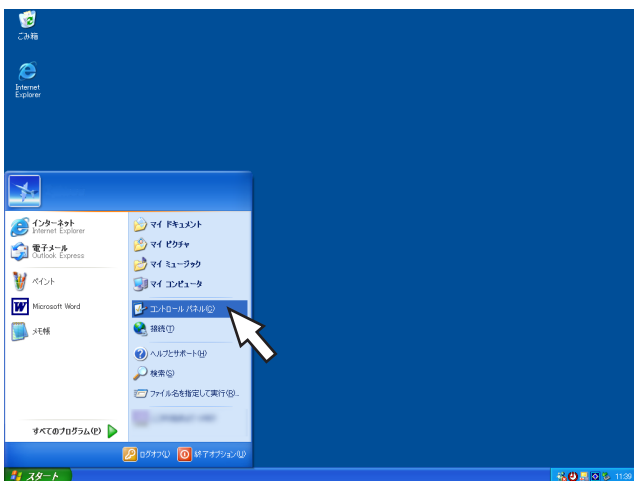 ごみ箱
Internet
Explorer
インターネット
Internet Explorer
電子メール
Outlook Express
ペイント
Microsoft Word
メモ帳
すべてのプログラム(P)
マイ ドキュメント
マイ ピクチャ
マイ ミュージック
マイ コンピュータ
コントロール パネル(C)
接続(T)
ヘルプとサポート(H)
検索(S)
ファイル名を指定して実行(R)...
ログオフ(L)
終了オプション(U)
スタート
11:39